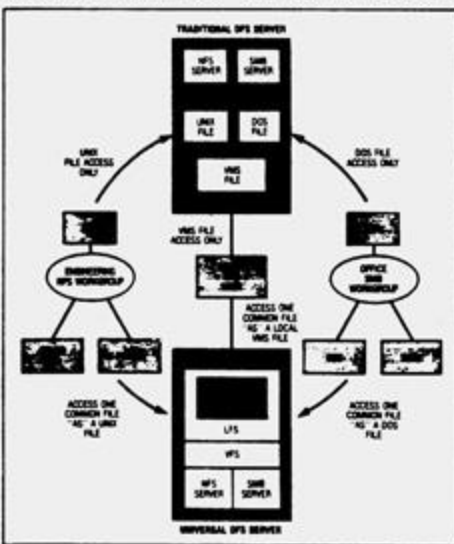 TRADITIONAL DFS SERVER
NFS
SERVER
SMB
SERVER
UNIX
FILE
DOS
FILE
VMS
FILE
UNIX
FILE ACCESS
ONLY
DOS FILE
ACCESS ONLY
VMS FILE
ACCESS ONLY
ENGINEERING
NFS WORKGROUP
OFFICE
SMB
WORKGROUP
ACCESS ONE
COMMON FILE
"AS" A LOCAL
VMS FILE
ACCESS ONE
COMMON FILE
"AS" A UNIX
FILE
ACCESS ONE
COMMON FILE
"AS" A DOS
FILE
LFS
VFS
NFS
SERVER
SMB
SERVER
UNIVERSAL DFS SERVER